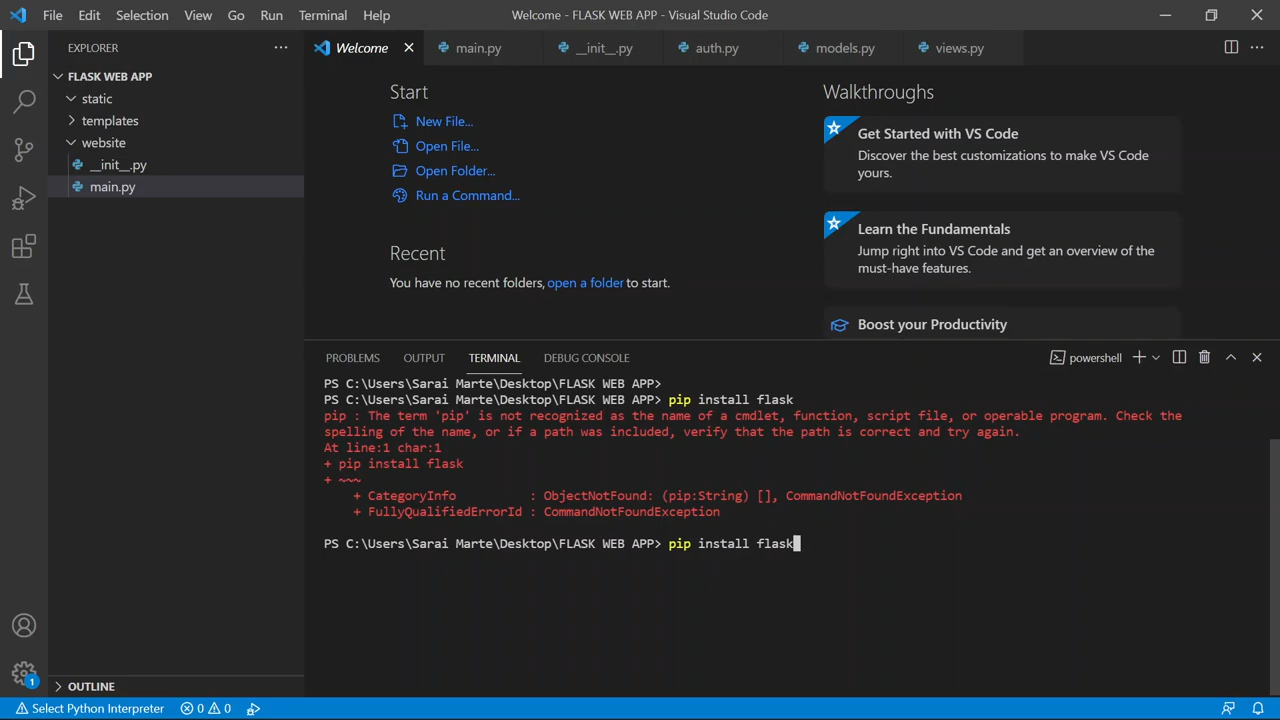 File Edit Selection View Go Run Terminal Help Welcome - FLASK WEB APP - Visual Studio Code
EXPLORER
FLASK WEB APP
static
templates
website
__init__.py
main.py
OUTLINE
Welcome main.py __init__.py auth.py models.py views.py
Start
New File...
Open File...
Open Folder...
Run a Command...
Recent
You have no recent folders, open a folder to start.
Walkthroughs
Get Started with VS Code
Discover the best customizations to make VS Code
yours.
Learn the Fundamentals
Jump right into VS Code and get an overview of the
must-have features.
Boost your Productivity
PROBLEMS OUTPUT TERMINAL DEBUG CONSOLE powershell
PS C:\Users\Sarai Marte\Desktop\FLASK WEB APP>
PS C:\Users\Sarai Marte\Desktop\FLASK WEB APP> pip install flask
pip : The term 'pip' is not recognized as the name of a cmdlet, function, script file, or operable program. Check the
spelling of the name, or if a path was included, verify that the path is correct and try again.
At line:1 char:1
+ pip install flask
+ ~~~
+ CategoryInfo : ObjectNotFound: (pip:String) [], CommandNotFoundException
+ FullyQualifiedErrorId : CommandNotFoundException
PS C:\Users\Sarai Marte\Desktop\FLASK WEB APP> pip install flask
1
Select Python Interpreter 0 0